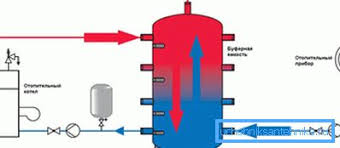 Отопительный
котел
Буферная
емкость
Отопительный
прибор